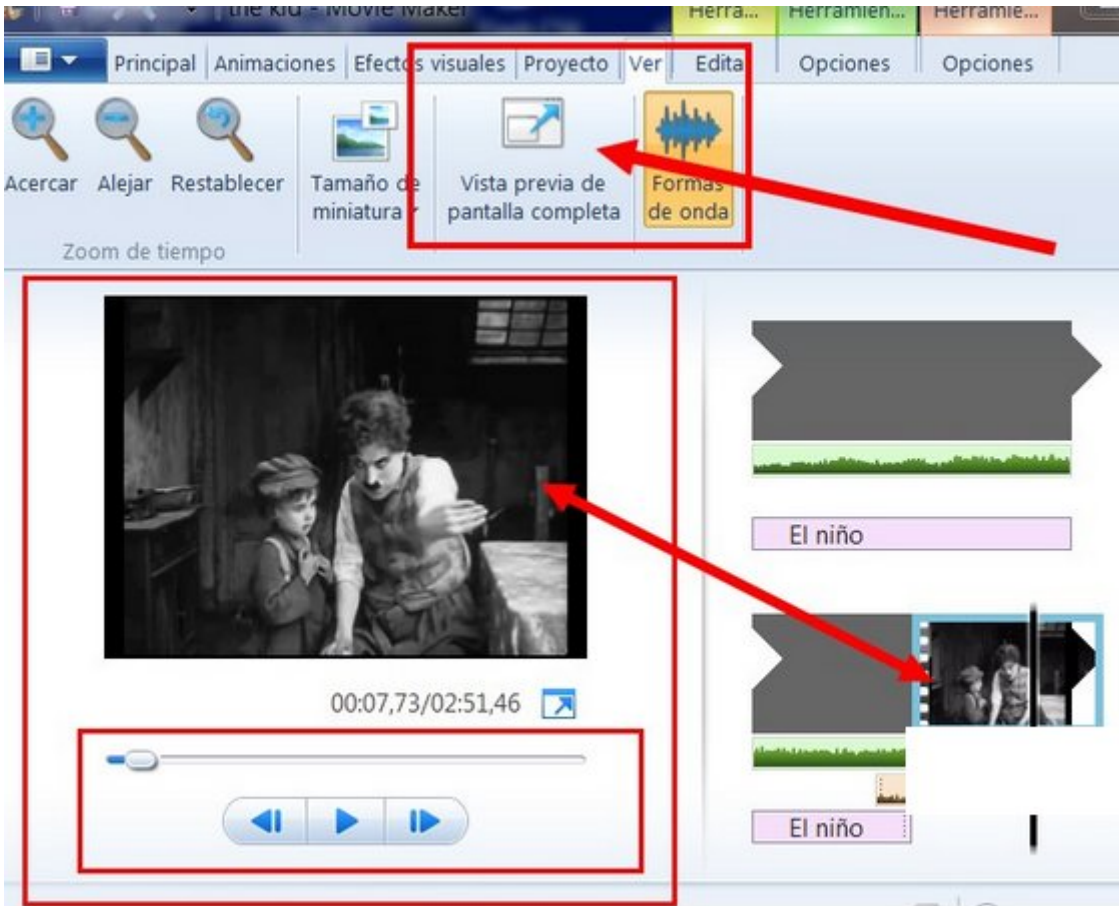 the kid - Movie Maker
Herra... Herramien... Herramie...
Principal Animaciones Efectos visuales Proyecto Ver Edita Opciones Opciones
Acercar Alejar Restablecer Tamaño de miniatura Vista previa de pantalla completa Formas de onda
Zoom de tiempo
El niño
00:07,73/02:51,46
El niño